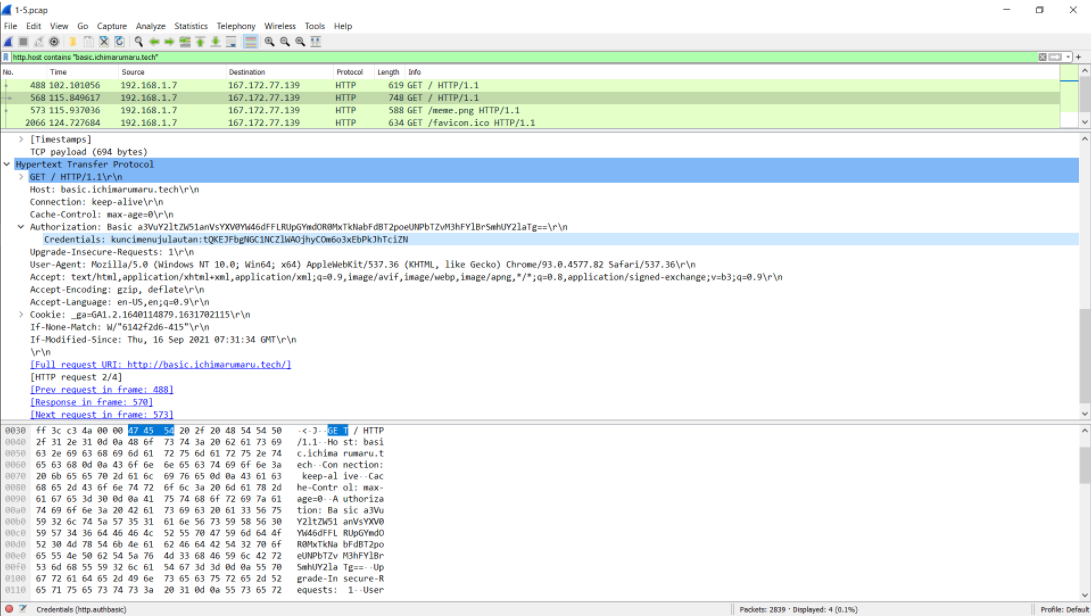 1-5.pcap
File Edit View Go Capture Analyze Statistics Telephony Wireless Tools Help
http.host contains "basic.ichimarumaru.tech"
No. Time Source Destination Protocol Length Info
488 102.101056 192.168.1.7 167.172.77.139 HTTP 619 GET / HTTP/1.1
568 115.849617 192.168.1.7 167.172.77.139 HTTP 748 GET / HTTP/1.1
573 115.937036 192.168.1.7 167.172.77.139 HTTP 588 GET /meme.png HTTP/1.1
2066 124.727684 192.168.1.7 167.172.77.139 HTTP 634 GET /favicon.ico HTTP/1.1
[Timestamps]
TCP payload (694 bytes)
Hypertext Transfer Protocol
GET / HTTP/1.1\r\n
Host: basic.ichimarumaru.tech\r\n
Connection: keep-alive\r\n
Cache-Control: max-age=0\r\n
Authorization: Basic a3VuY2ltZW51anVsYXV0YW46dFFLRUpGYmdOR0MxTkNabFdBT2poeUNPbTZvM3hFYlBrSmhUY2laTg==\r\n
Credentials: kuncimenujulautan:tQKEJFbgNGC1NCZlWAOjhyCOm6o3xEbPkJhTciZN
Upgrade-Insecure-Requests: 1\r\n
User-Agent: Mozilla/5.0 (Windows NT 10.0; Win64; x64) AppleWebKit/537.36 (KHTML, like Gecko) Chrome/93.0.4577.82 Safari/537.36\r\n
Accept: text/html,application/xhtml+xml,application/xml;q=0.9,image/avif,image/webp,image/apng,*/*;q=0.8,application/signed-exchange;v=b3;q=0.9\r\n
Accept-Encoding: gzip, deflate\r\n
Accept-Language: en-US,en;q=0.9\r\n
Cookie: _ga=GA1.2.1640114879.1631702115\r\n
If-None-Match: W/"6142f2d6-415"\r\n
If-Modified-Since: Thu, 16 Sep 2021 07:31:34 GMT\r\n
\r\n
[Full request URI: http://basic.ichimarumaru.tech/]
[HTTP request 2/4]
[Prev request in frame: 488]
[Response in frame: 570]
[Next request in frame: 573]
0030 ff 3c c3 4a 00 00 47 45 54 20 2f 20 48 54 54 50 ·<·J··GET / HTTP
0040 2f 31 2e 31 0d 0a 48 6f 73 74 3a 20 62 61 73 69 /1.1··Ho st: basi
0050 63 2e 69 63 68 69 6d 61 72 75 6d 61 72 75 2e 74 c.ichima rumaru.t
0060 65 63 68 0d 0a 43 6f 6e 6e 65 63 74 69 6f 6e 3a ech··Con nection:
0070 20 6b 65 65 70 2d 61 6c 69 76 65 0d 0a 43 61 63 keep-al ive··Cac
0080 68 65 2d 43 6f 6e 74 72 6f 6c 3a 20 6d 61 78 2d he-Contr ol: max-
0090 61 67 65 3d 30 0d 0a 41 75 74 68 6f 72 69 7a 61 age=0··A uthoriza
00a0 74 69 6f 6e 3a 20 42 61 73 69 63 20 61 33 56 75 tion: Ba sic a3Vu
00b0 59 32 6c 74 5a 57 35 31 61 6e 56 73 59 58 56 30 Y2ltZW51 anVsYXV0
00c0 59 57 34 36 64 46 46 4c 52 55 70 47 59 6d 64 4f YW46dFFL RUpGYmdO
00d0 52 30 4d 78 54 6b 4e 61 62 46 64 42 54 32 70 6f R0MxTkNa bFdBT2po
00e0 65 55 4e 50 62 54 5a 76 4d 33 68 46 59 6c 42 72 eUNPbTZv M3hFYlBr
00f0 53 6d 68 55 59 32 6c 61 54 67 3d 3d 0d 0a 55 70 SmhUY2la Tg==··Up
0100 67 72 61 64 65 2d 49 6e 73 65 63 75 72 65 2d 52 grade-In secure-R
0110 65 71 75 65 73 74 73 3a 20 31 0d 0a 55 73 65 72 equests: 1··User
Credentials (http.authbasic)
Packets: 2839 · Displayed: 4 (0.1%)
Profile: Default